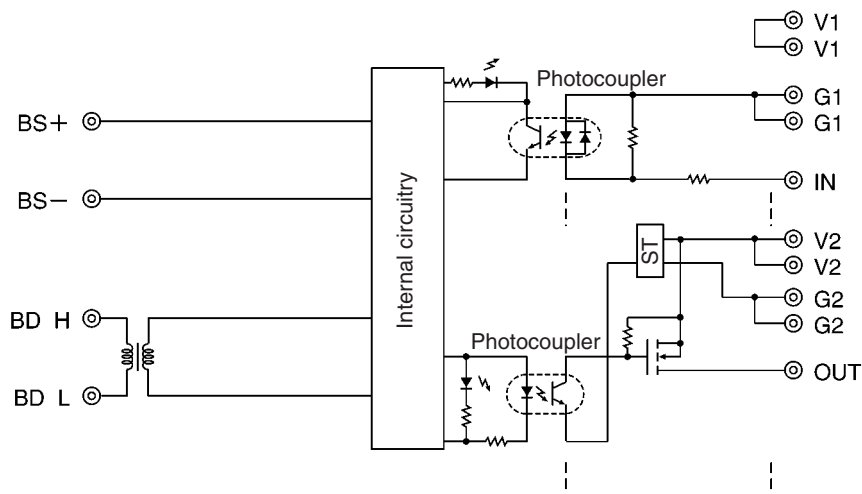 V1
V1
Photocoupler
G1
G1
BS+
IN
BS−
Internal circuitry
ST
V2
V2
G2
G2
BD H
Photocoupler
OUT
BD L